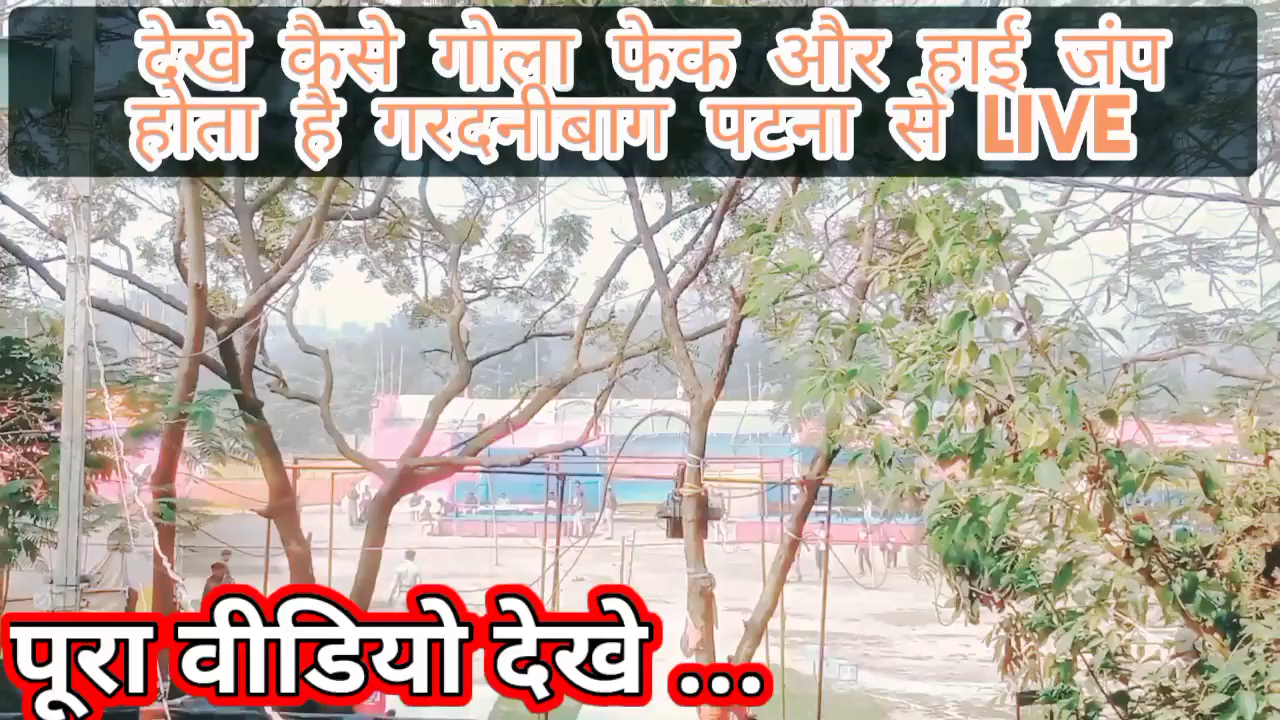 देखे कैसे गोला फेक और हाई जंप
होता है गरदनीबाग पटना से LIVE
पूरा वीडियो देखे ...